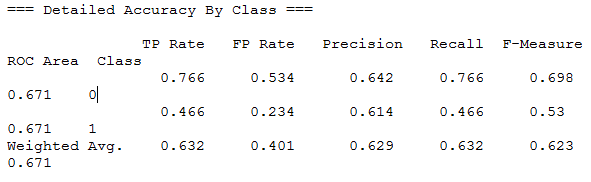 === Detailed Accuracy By Class ===
TP Rate FP Rate Precision Recall F-Measure
ROC Area Class
0.766 0.534 0.642 0.766 0.698
0.671 0
0.466 0.234 0.614 0.466 0.53
0.671 1
Weighted Avg. 0.632 0.401 0.629 0.632 0.623
0.671